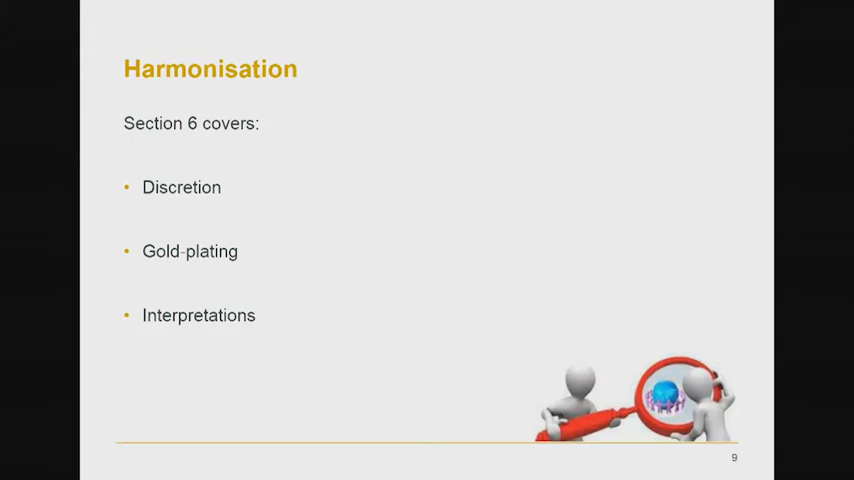 Harmonisation
Section 6 covers:
• Discretion
• Gold-plating
• Interpretations
9